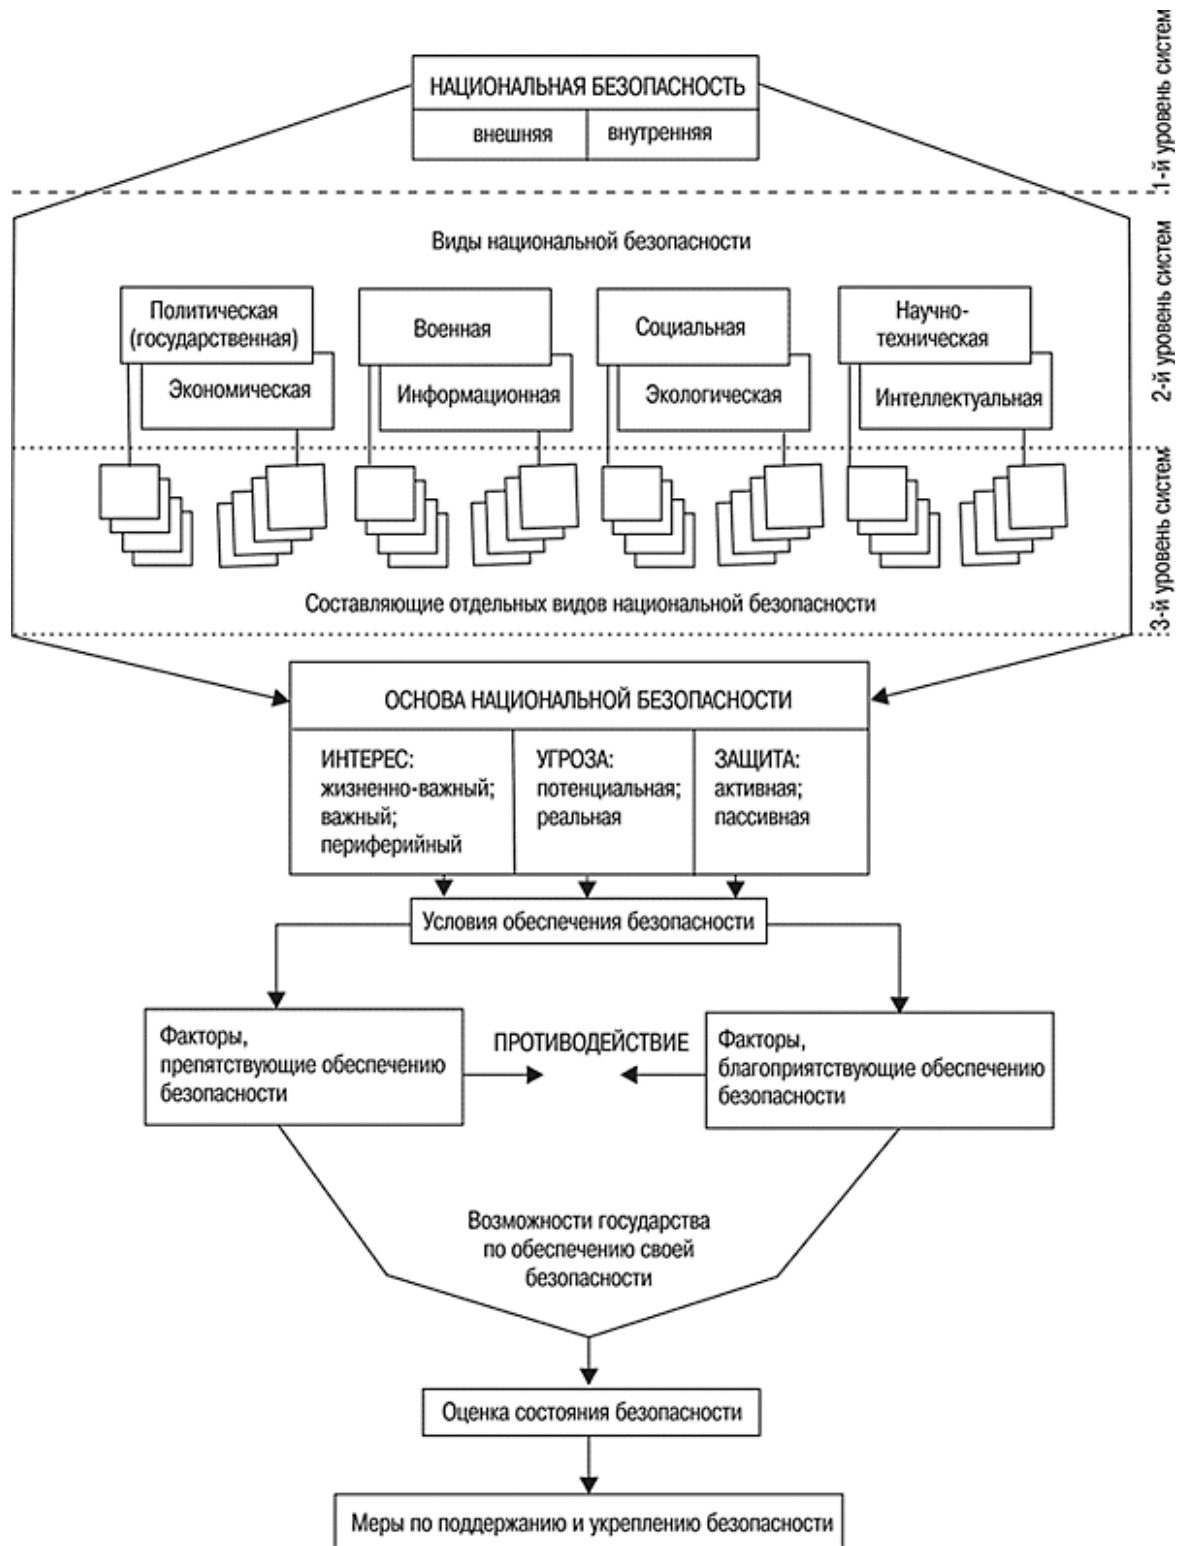 НАЦИОНАЛЬНАЯ БЕЗОПАСНОСТЬ
внешняя
внутренняя
1-й уровень систем
Виды национальной безопасности
2-й уровень систем
Политическая
(государственная)
Военная
Социальная
Научно-
техническая
Экономическая
Информационная
Экологическая
Интеллектуальная
3-й уровень систем
Составляющие отдельных видов национальной безопасности
ОСНОВА НАЦИОНАЛЬНОЙ БЕЗОПАСНОСТИ
ИНТЕРЕС:
жизненно-важный;
важный;
периферийный
УГРОЗА:
потенциальная;
реальная
ЗАЩИТА:
активная;
пассивная
Условия обеспечения безопасности
Факторы,
препятствующие обеспечению
безопасности
ПРОТИВОДЕЙСТВИЕ
Факторы,
благоприятствующие обеспечению
безопасности
Возможности государства
по обеспечению своей
безопасности
Оценка состояния безопасности
Меры по поддержанию и укреплению безопасности